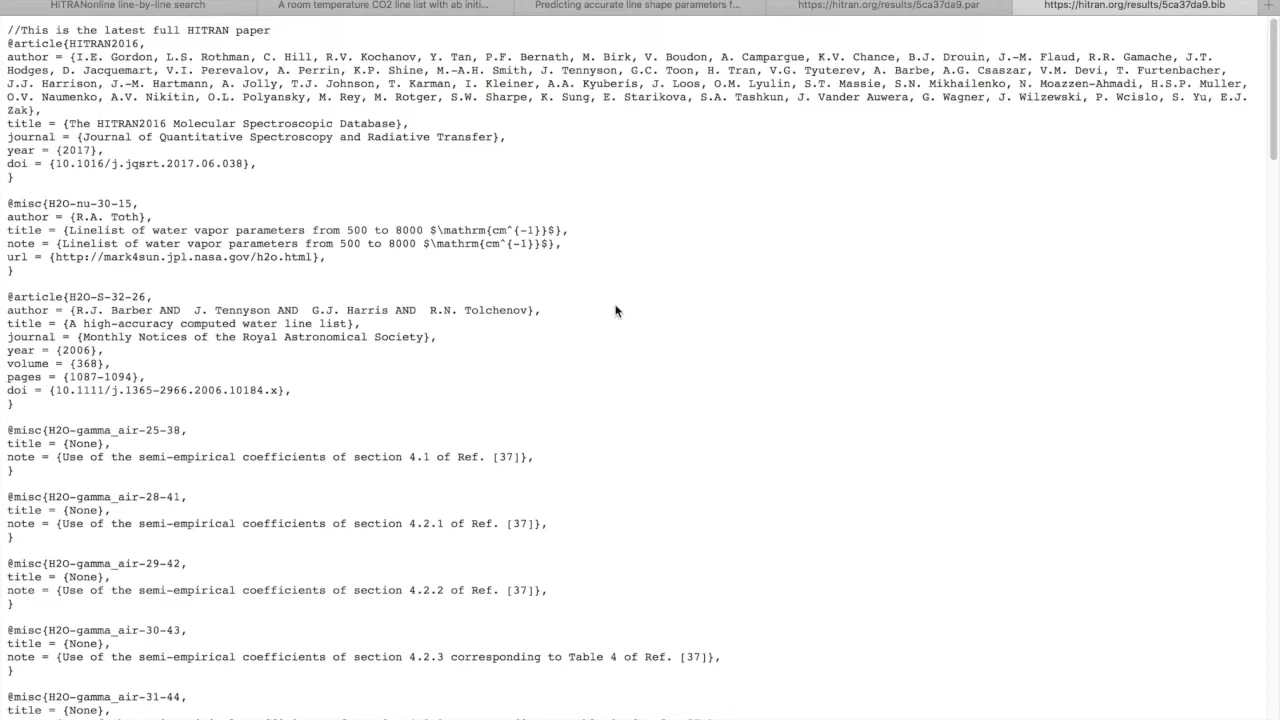 HITRANonline line-by-line search
A room temperature CO2 line list with ab initi...
Predicting accurate line shape parameters f...
https://hitran.org/results/5ca37da9.par
https://hitran.org/results/5ca37da9.bib
//This is the latest full HITRAN paper
@article{HITRAN2016,
author = {I.E. Gordon, L.S. Rothman, C. Hill, R.V. Kochanov, Y. Tan, P.F. Bernath, M. Birk, V. Boudon, A. Campargue, K.V. Chance, B.J. Drouin, J.-M. Flaud, R.R. Gamache, J.T.
Hodges, D. Jacquemart, V.I. Perevalov, A. Perrin, K.P. Shine, M.-A.H. Smith, J. Tennyson, G.C. Toon, H. Tran, V.G. Tyuterev, A. Barbe, A.G. Csaszar, V.M. Devi, T. Furtenbacher,
J.J. Harrison, J.-M. Hartmann, A. Jolly, T.J. Johnson, T. Karman, I. Kleiner, A.A. Kyuberis, J. Loos, O.M. Lyulin, S.T. Massie, S.N. Mikhailenko, N. Moazzen-Ahmadi, H.S.P. Muller,
O.V. Naumenko, A.V. Nikitin, O.L. Polyansky, M. Rey, M. Rotger, S.W. Sharpe, K. Sung, E. Starikova, S.A. Tashkun, J. Vander Auwera, G. Wagner, J. Wilzewski, P. Wcislo, S. Yu, E.J.
Zak},
title = {The HITRAN2016 Molecular Spectroscopic Database},
journal = {Journal of Quantitative Spectroscopy and Radiative Transfer},
year = {2017},
doi = {10.1016/j.jqsrt.2017.06.038},
}
@misc{H2O-nu-30-15,
author = {R.A. Toth},
title = {Linelist of water vapor parameters from 500 to 8000 $\mathrm{cm^{-1}}$},
note = {Linelist of water vapor parameters from 500 to 8000 $\mathrm{cm^{-1}}$},
url = {http://mark4sun.jpl.nasa.gov/h2o.html},
}
@article{H2O-S-32-26,
author = {R.J. Barber AND  J. Tennyson AND  G.J. Harris AND  R.N. Tolchenov},
title = {A high-accuracy computed water line list},
journal = {Monthly Notices of the Royal Astronomical Society},
year = {2006},
volume = {368},
pages = {1087-1094},
doi = {10.1111/j.1365-2966.2006.10184.x},
}
@misc{H2O-gamma_air-25-38,
title = {None},
note = {Use of the semi-empirical coefficients of section 4.1 of Ref. [37]},
}
@misc{H2O-gamma_air-28-41,
title = {None},
note = {Use of the semi-empirical coefficients of section 4.2.1 of Ref. [37]},
}
@misc{H2O-gamma_air-29-42,
title = {None},
note = {Use of the semi-empirical coefficients of section 4.2.2 of Ref. [37]},
}
@misc{H2O-gamma_air-30-43,
title = {None},
note = {Use of the semi-empirical coefficients of section 4.2.3 corresponding to Table 4 of Ref. [37]},
}
@misc{H2O-gamma_air-31-44,
title = {None},